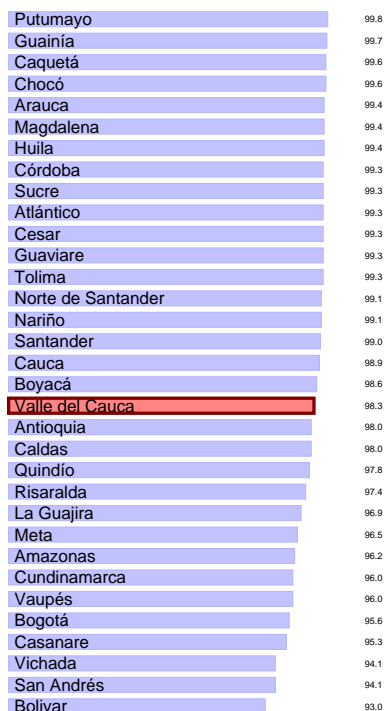 Putumayo 99.8
Guainía 99.7
Caquetá 99.6
Chocó 99.6
Arauca 99.4
Magdalena 99.4
Huila 99.4
Córdoba 99.3
Sucre 99.3
Atlántico 99.3
Cesar 99.3
Guaviare 99.3
Tolima 99.3
Norte de Santander 99.1
Nariño 99.1
Santander 99.0
Cauca 98.9
Boyacá 98.6
Valle del Cauca 98.3
Antioquia 98.0
Caldas 98.0
Quindío 97.8
Risaralda 97.4
La Guajira 96.9
Meta 96.5
Amazonas 96.2
Cundinamarca 96.0
Vaupés 96.0
Bogotá 95.6
Casanare 95.3
Vichada 94.1
San Andrés 94.1
Bolivar 93.0